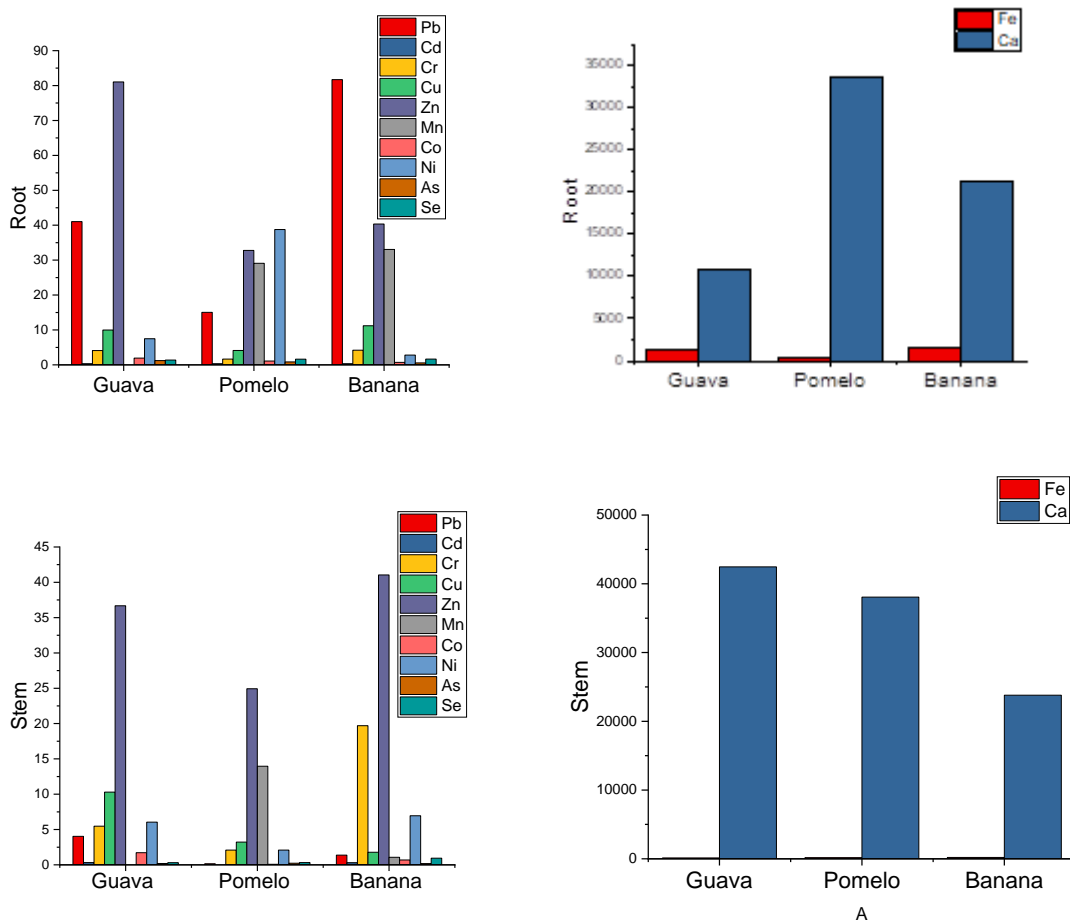 Pb
Cd
Cr
Cu
Zn
Mn
Co
Ni
As
Se
90
80
70
60
50
40
30
20
10
0
Root
Guava Pomelo Banana
Fe
Ca
35000
30000
25000
20000
15000
10000
5000
0
Root
Guava Pomelo Banana
Pb
Cd
Cr
Cu
Zn
Mn
Co
Ni
As
Se
45
40
35
30
25
20
15
10
5
0
Stem
Guava Pomelo Banana
Fe
Ca
50000
40000
30000
20000
10000
0
Stem
Guava Pomelo Banana
A